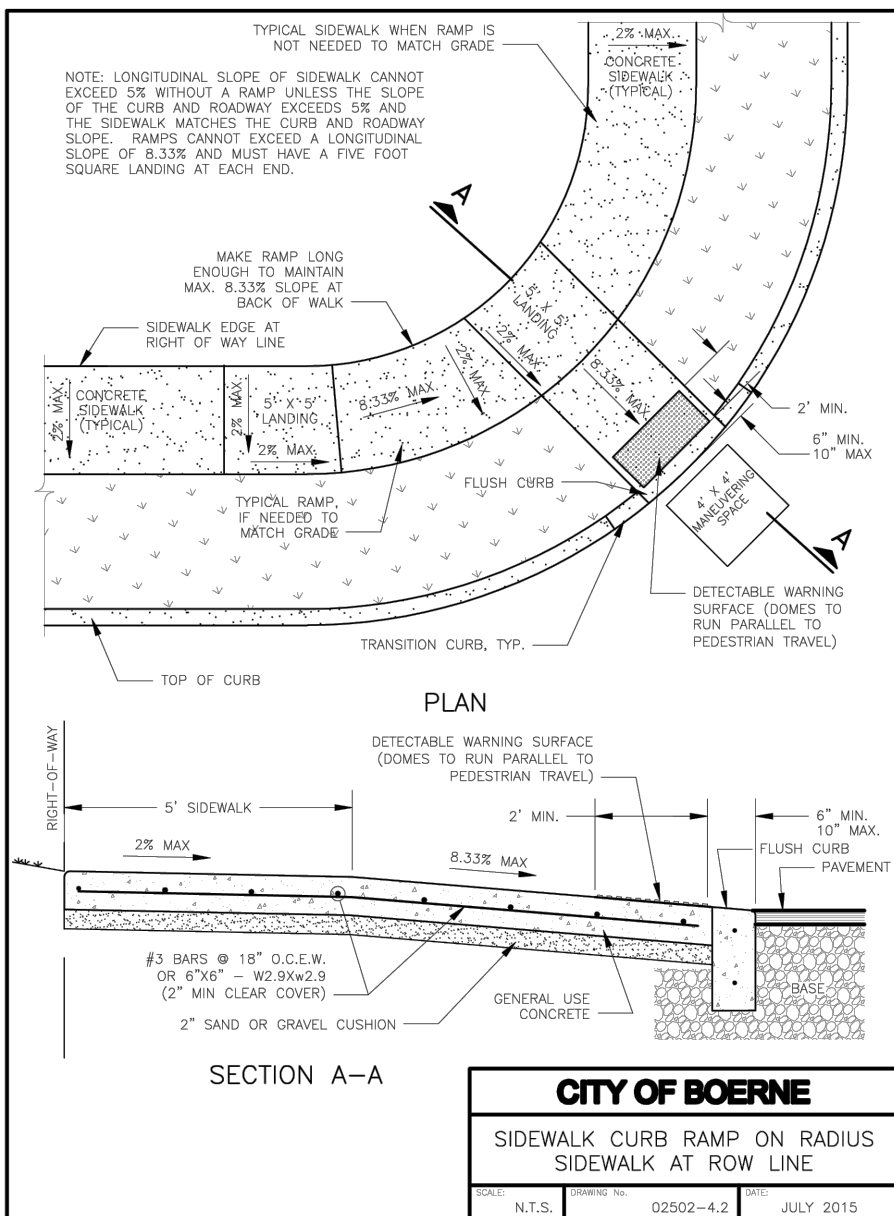 TYPICAL SIDEWALK WHEN RAMP IS
NOT NEEDED TO MATCH GRADE
2% MAX.
CONCRETE
SIDEWALK
(TYPICAL)
NOTE: LONGITUDINAL SLOPE OF SIDEWALK CANNOT
EXCEED 5% WITHOUT A RAMP UNLESS THE SLOPE
OF THE CURB AND ROADWAY EXCEEDS 5% AND
THE SIDEWALK MATCHES THE CURB AND ROADWAY
SLOPE. RAMPS CANNOT EXCEED A LONGITUDINAL
SLOPE OF 8.33% AND MUST HAVE A FIVE FOOT
SQUARE LANDING AT EACH END.
A
MAKE RAMP LONG
ENOUGH TO MAINTAIN
MAX. 8.33% SLOPE AT
BACK OF WALK
SIDEWALK EDGE AT
RIGHT OF WAY LINE
5' X 5'
LANDING
2% MAX.
2% MAX.
8.33% MAX.
2% MAX.
CONCRETE
SIDEWALK
(TYPICAL)
2% MAX.
5' X 5'
LANDING
2% MAX.
8.33% MAX.
2' MIN.
6" MIN.
10" MAX
FLUSH CURB
4' X 4'
MANEUVERING
SPACE
TYPICAL RAMP,
IF NEEDED TO
MATCH GRADE
A
DETECTABLE WARNING
SURFACE (DOMES TO
RUN PARALLEL TO
PEDESTRIAN TRAVEL)
TRANSITION CURB, TYP.
TOP OF CURB
PLAN
RIGHT-OF-WAY
DETECTABLE WARNING SURFACE
(DOMES TO RUN PARALLEL TO
PEDESTRIAN TRAVEL)
5' SIDEWALK
2' MIN.
6" MIN.
10" MAX.
2% MAX
8.33% MAX
FLUSH CURB
PAVEMENT
#3 BARS @ 18" O.C.E.W.
OR 6"X6" - W2.9Xw2.9
(2" MIN CLEAR COVER)
2" SAND OR GRAVEL CUSHION
GENERAL USE
CONCRETE
BASE
SECTION A-A
CITY OF BOERNE
SIDEWALK CURB RAMP ON RADIUS
SIDEWALK AT ROW LINE
SCALE:
N.T.S.
DRAWING No.
02502-4.2
DATE:
JULY 2015